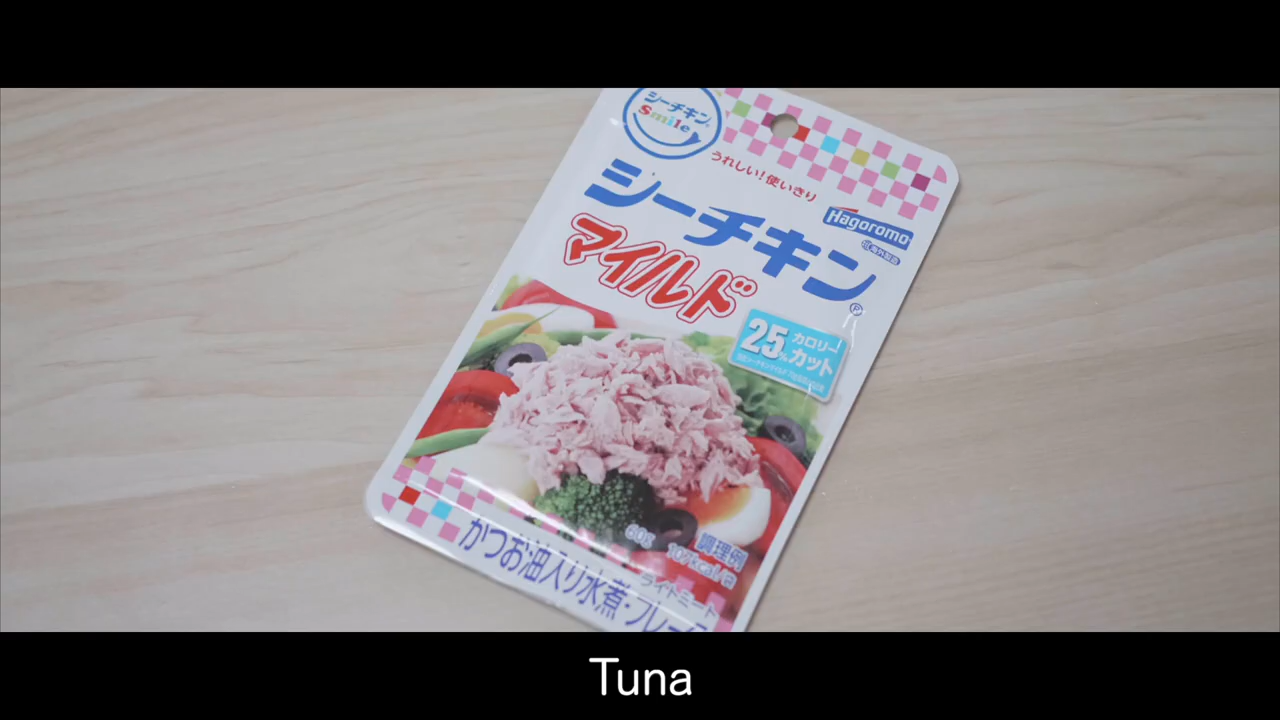 シーチキン®
Smile
うれしい!使いきり
Hagoromo
シーチキン®
マイルド
25%
カロリー
カット
調理例
60g 107kcal/袋
ライトミート
かつお油入り水煮・フレーク
Tuna